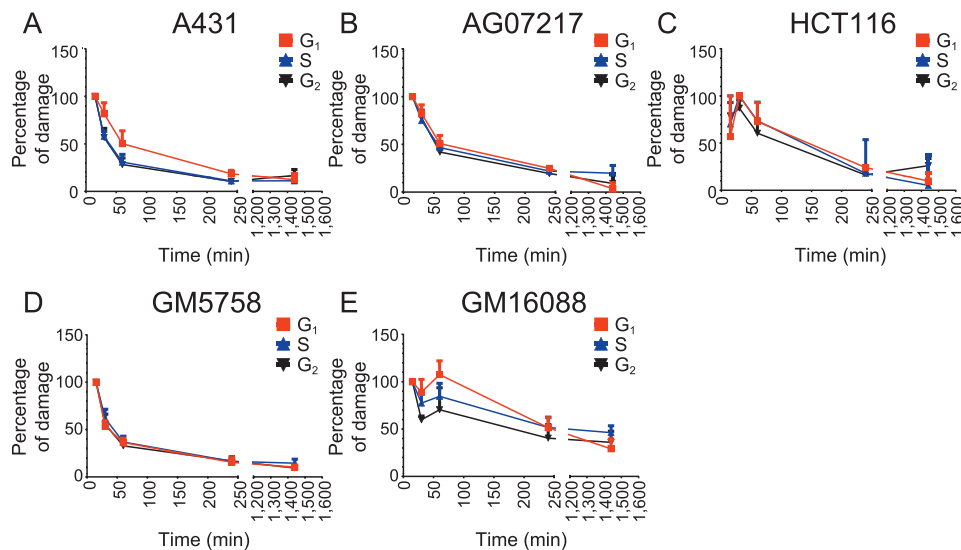 A A431
G1
S
G2
Percentage
of damage
150
100
50
0
0 50 100 150 200 250 1,200 1,300 1,400 1,500 1,600
Time (min)
B AG07217
G1
S
G2
Percentage
of damage
150
100
50
0
0 50 100 150 200 250 1,200 1,300 1,400 1,500 1,600
Time (min)
C HCT116
G1
S
G2
Percentage
of damage
150
100
50
0
0 50 100 150 200 250 1,200 1,300 1,400 1,500 1,600
Time (min)
D GM5758
G1
S
G2
Percentage
of damage
150
100
50
0
0 50 100 150 200 250 1,200 1,300 1,400 1,500 1,600
Time (min)
E GM16088
G1
S
G2
Percentage
of damage
150
100
50
0
0 50 100 150 200 250 1,200 1,300 1,400 1,500 1,600
Time (min)